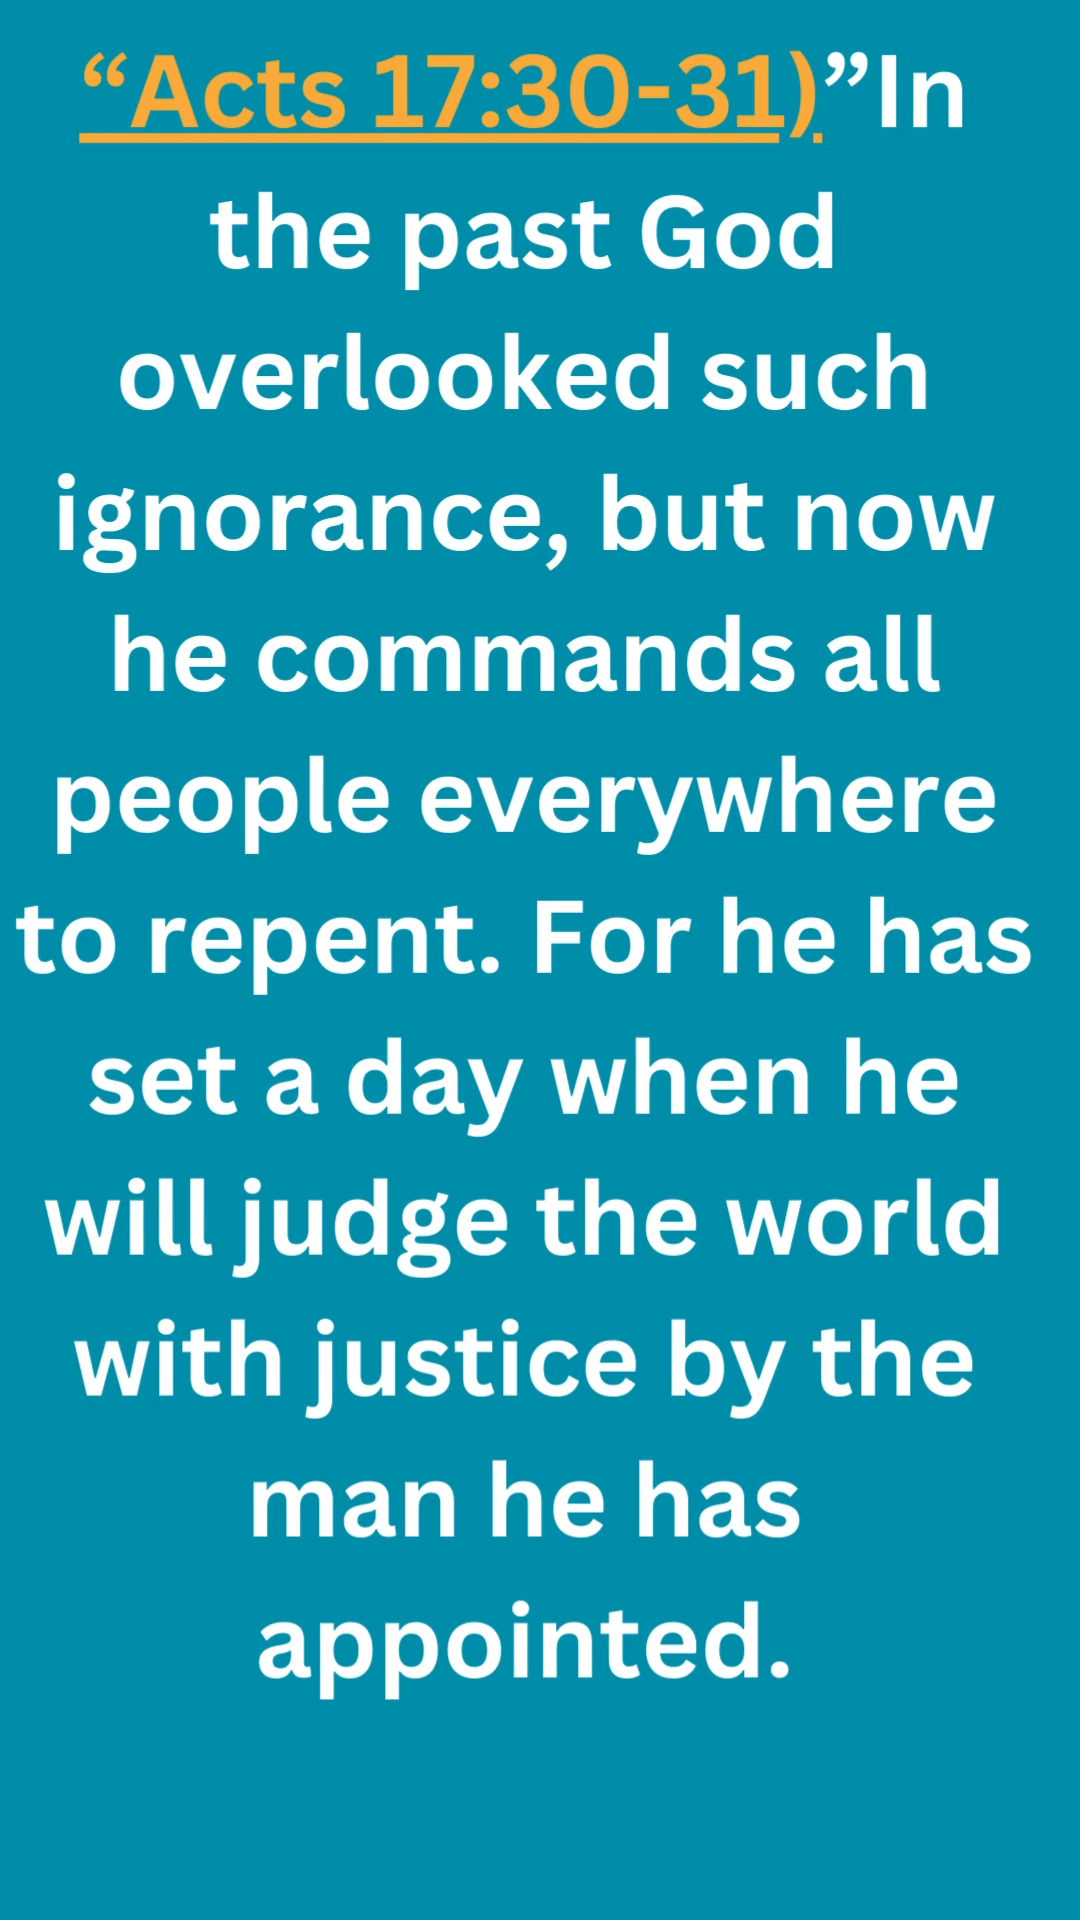 “Acts 17:30-31)”In
the past God
overlooked such
ignorance, but now
he commands all
people everywhere
to repent. For he has
set a day when he
will judge the world
with justice by the
man he has
appointed.